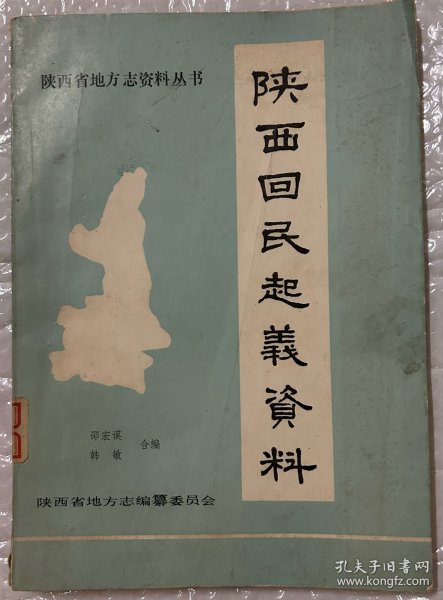 陕西省地方志资料丛书
陕西回民起義資料
邵宏谟
韩敏
合编
陕西省地方志编纂委员会
孔夫子旧书网
www.kongfz.com